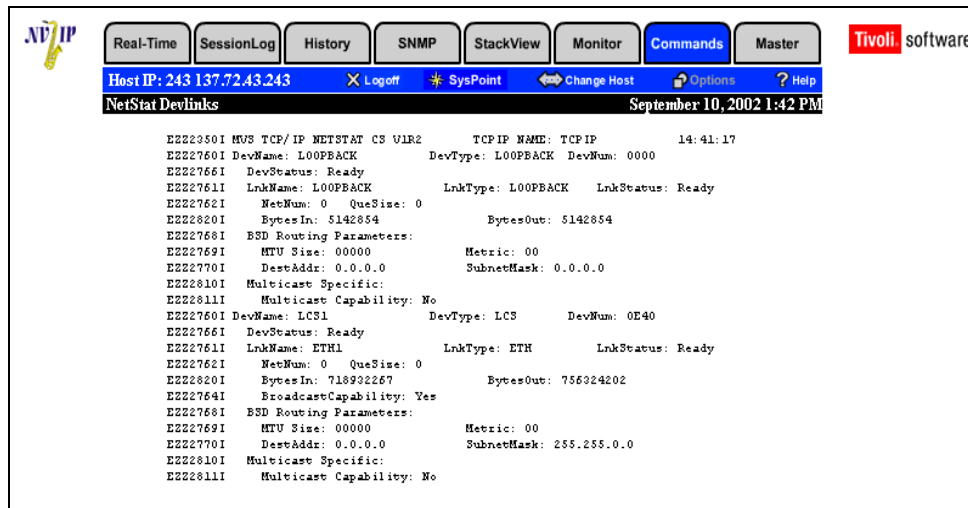 NV IP
Real-Time SessionLog History SNMP StackView Monitor Commands Master
Tivoli. software
Host IP: 243 137.72.43.243 Logoff SysPoint Change Host Options ? Help
NetStat Devlinks September 10, 2002 1:42 PM
EZZ2350I MVS TCP/IP NETSTAT CS V1R2 TCPIP NAME: TCPIP 14:41:17
EZZ2760I DevName: LOOPBACK DevType: LOOPBACK DevNum: 0000
EZZ2766I DevStatus: Ready
EZZ2761I LnkName: LOOPBACK LnkType: LOOPBACK LnkStatus: Ready
EZZ2762I NetNum: 0 QueSize: 0
EZZ2820I BytesIn: 5142854 BytesOut: 5142854
EZZ2768I BSD Routing Parameters:
EZZ2769I MTU Size: 00000 Metric: 00
EZZ2770I DestAddr: 0.0.0.0 SubnetMask: 0.0.0.0
EZZ2810I Multicast Specific:
EZZ2811I Multicast Capability: No
EZZ2760I DevName: LCS1 DevType: LCS DevNum: 0E40
EZZ2766I DevStatus: Ready
EZZ2761I LnkName: ETH1 LnkType: ETH LnkStatus: Ready
EZZ2762I NetNum: 0 QueSize: 0
EZZ2820I BytesIn: 718932267 BytesOut: 756324202
EZZ2764I BroadcastCapability: Yes
EZZ2768I BSD Routing Parameters:
EZZ2769I MTU Size: 00000 Metric: 00
EZZ2770I DestAddr: 0.0.0.0 SubnetMask: 255.255.0.0
EZZ2810I Multicast Specific:
EZZ2811I Multicast Capability: No